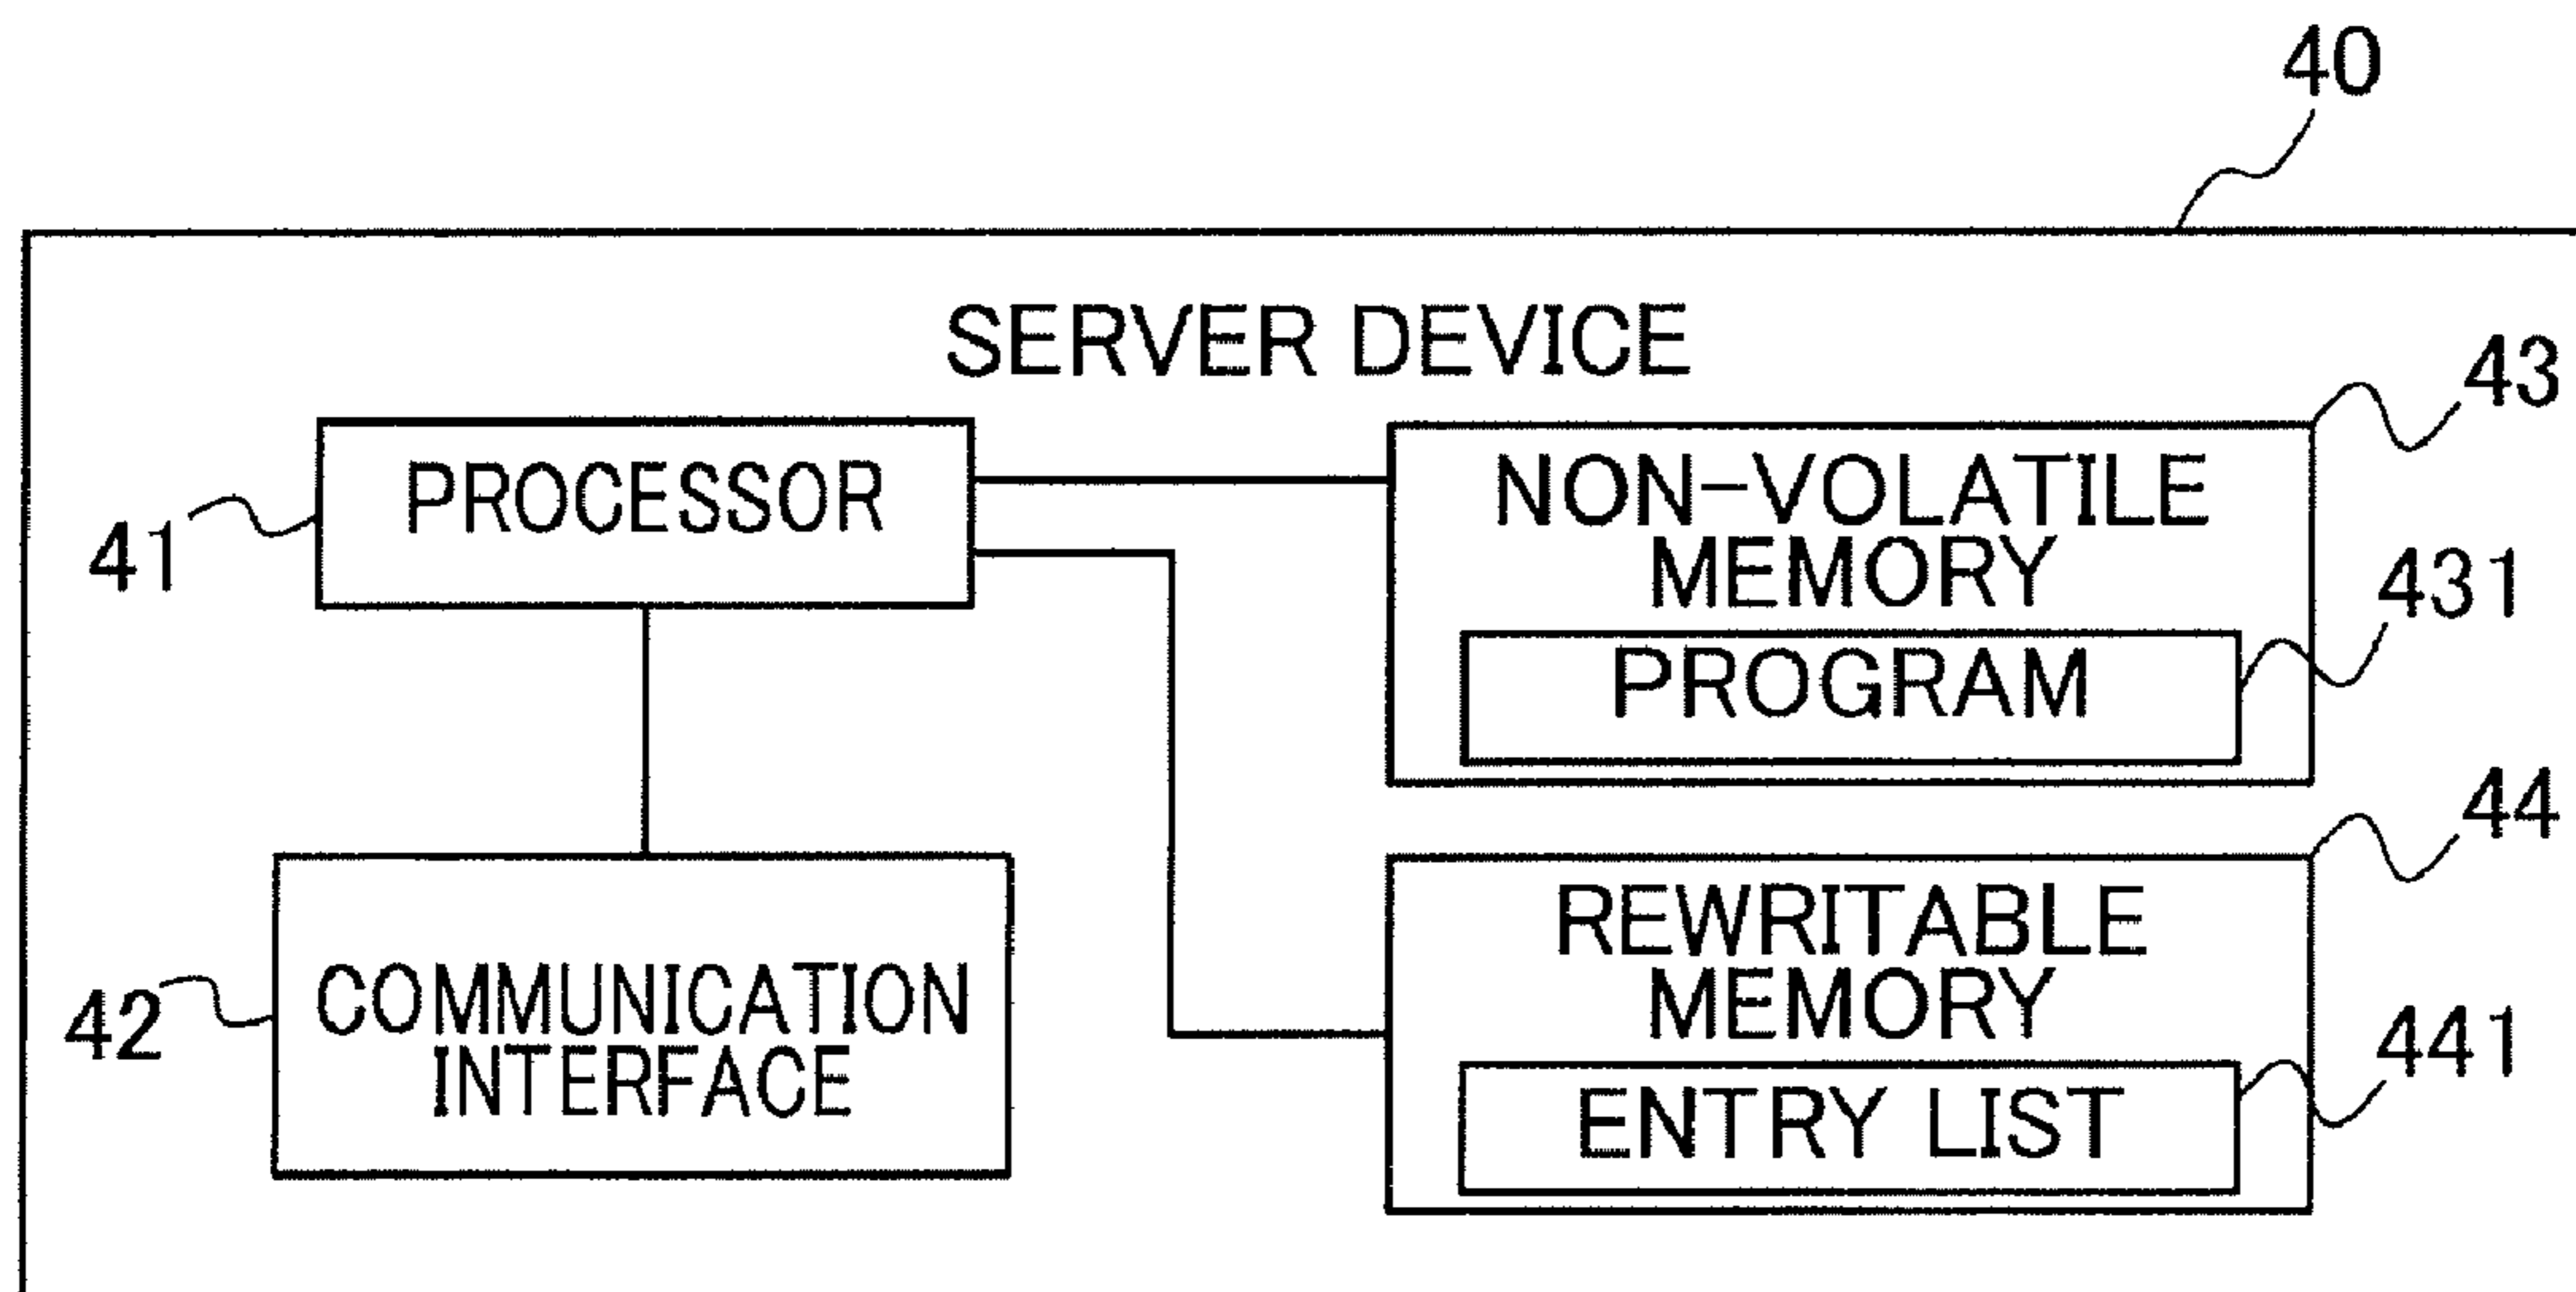 40
SERVER DEVICE
43
PROCESSOR
41
NON-VOLATILE
MEMORY
431
PROGRAM
44
REWRITABLE
MEMORY
42
COMMUNICATION
INTERFACE
441
ENTRY LIST